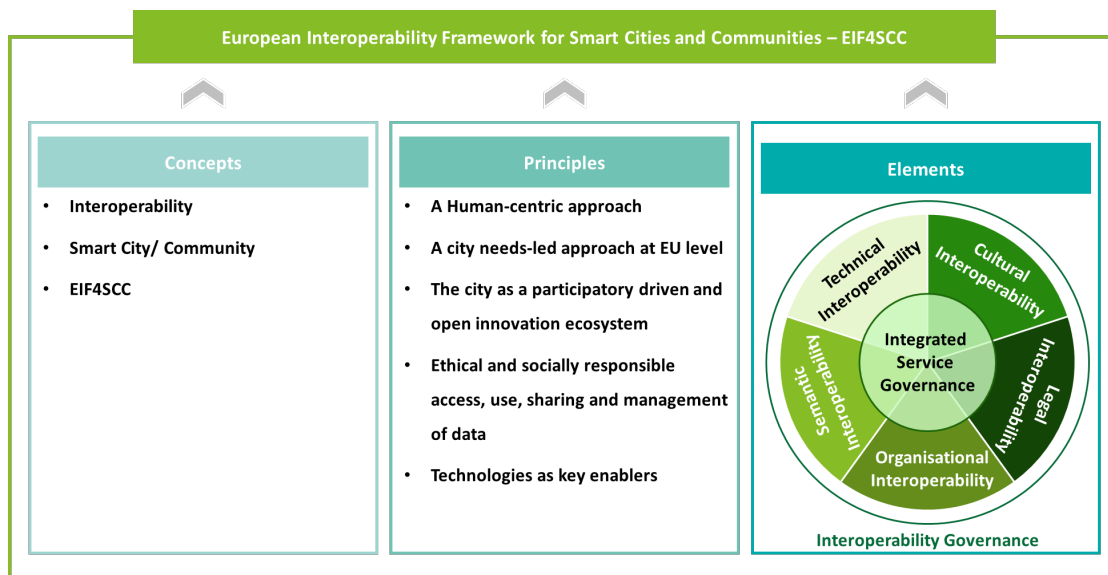 European Interoperability Framework for Smart Cities and Communities – EIF4SCC
Concepts
• Interoperability
• Smart City/ Community
• EIF4SCC
Principles
• A Human-centric approach
• A city needs-led approach at EU level
• The city as a participatory driven and
open innovation ecosystem
• Ethical and socially responsible
access, use, sharing and management
of data
• Technologies as key enablers
Elements
Technical
Interoperability
Cultural
Interoperability
Legal
Interoperability
Organisational
Interoperability
Semantic
Interoperability
Integrated
Service
Governance
Interoperability Governance